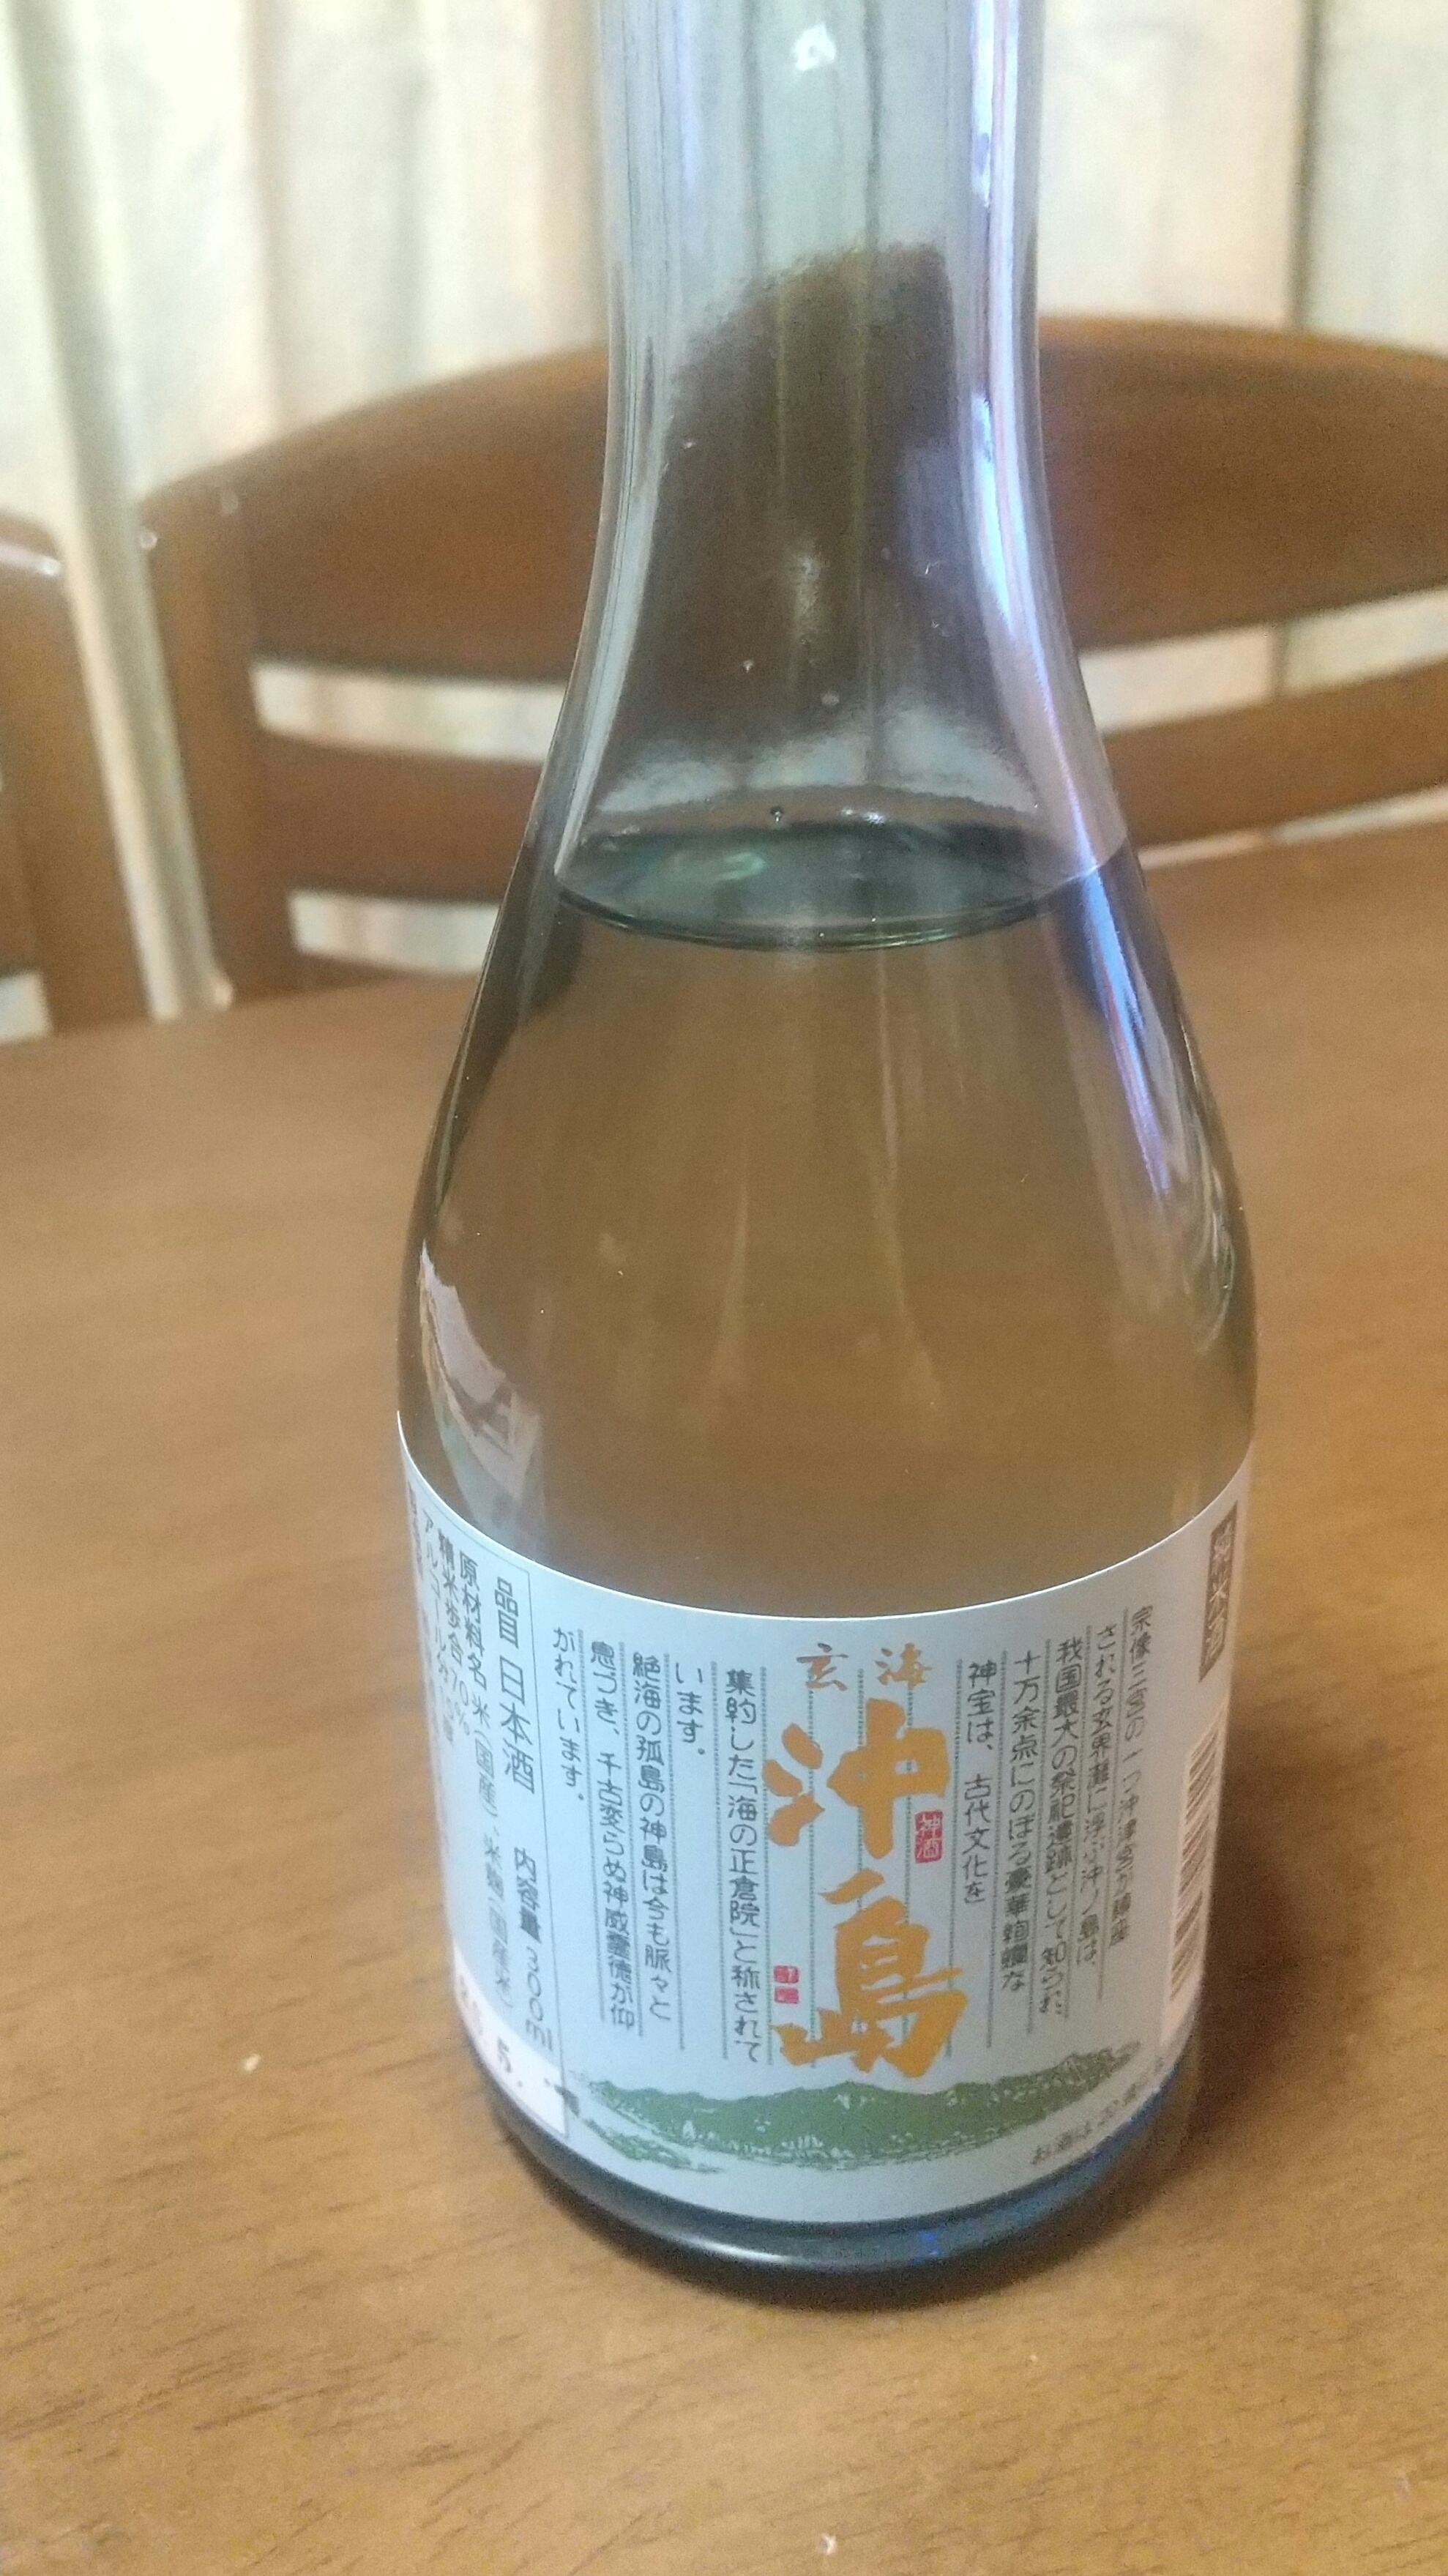 純米酒
宗像三宮の一つ沖津宮が鎮座
される玄界灘に浮ぶ沖ノ島は、
我国最大の祭祀遺跡として知られ
十万余点にのぼる豪華絢爛な
神宝は、古代文化を
玄海
沖島
神酒
集約した「海の正倉院」と称されて
います。
絶海の孤島の神島は今も脈々と
息づき、千古変らぬ神威霊徳が仰
がれています。
品目 日本酒 内容量 300ml
原材料名 米(国産)、米麹(国産米)
精米歩合70%
アルコール分15度
お酒は